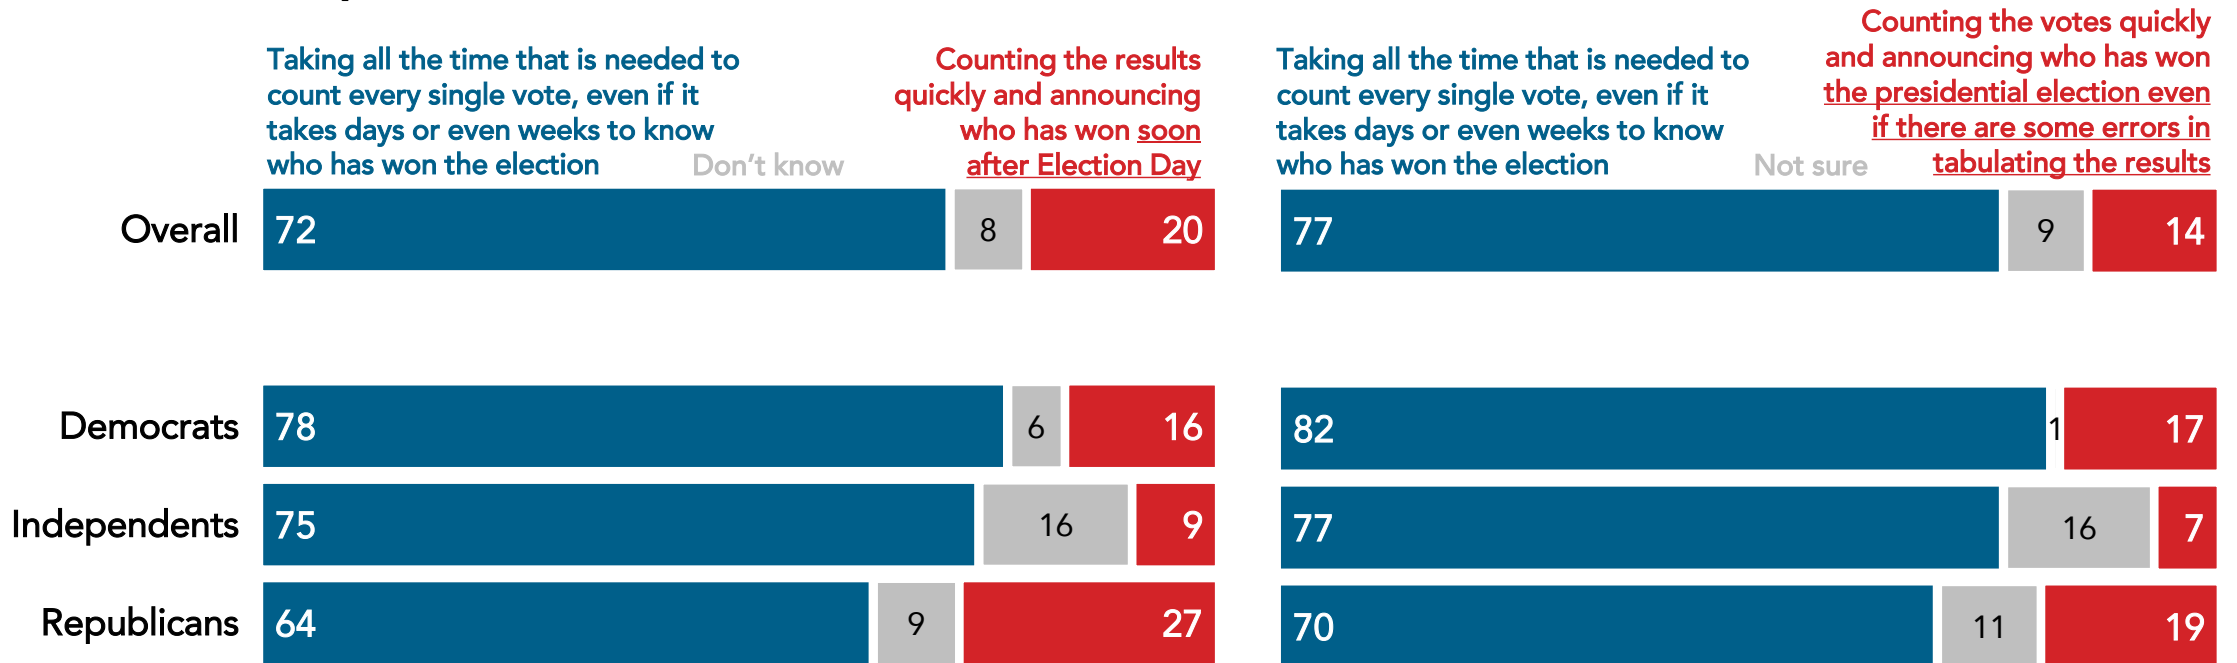 Taking all the time that is needed to
count every single vote, even if it
takes days or even weeks to know
who has won the election
Don't know
Counting the results
quickly and announcing
who has won soon
after Election Day
Taking all the time that is needed to
count every single vote, even if it
takes days or even weeks to know
who has won the election
Not sure
Counting the votes quickly
and announcing who has won
the presidential election even
if there are some errors in
tabulating the results
Overall 72 8 20 77 9 14
Democrats 78 6 16 82 1 17
Independents 75 16 9 77 16 7
Republicans 64 9 27 70 11 19